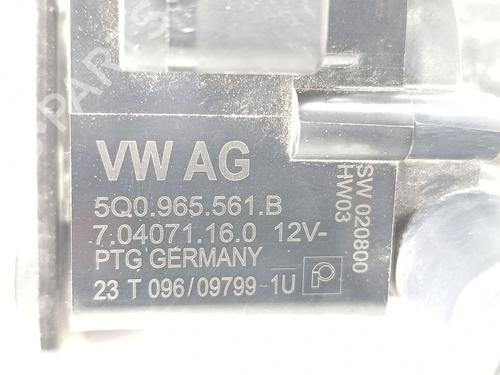 VW AG
5Q0.965.561.B
7.04071.16.0 12V-
PTG GERMANY
23 T 096/09799-1U
SW 020800
HW03